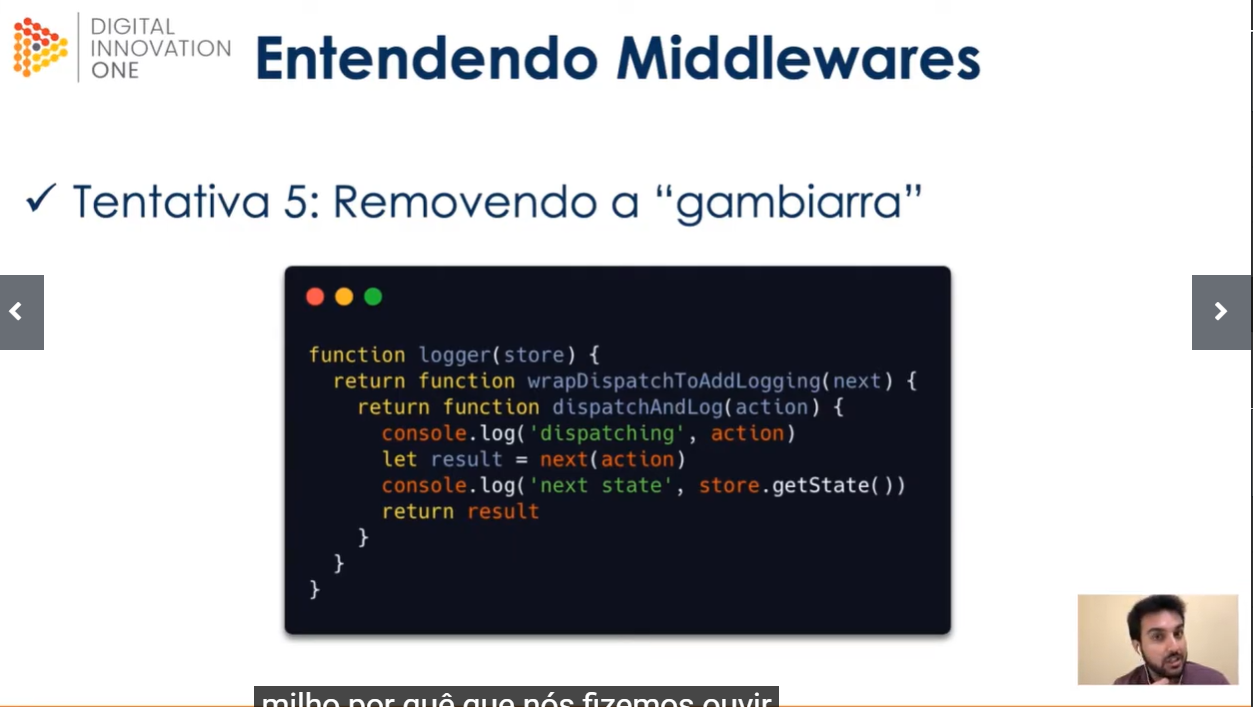 DIGITAL
INNOVATION
ONE
Entendendo Middlewares
✓ Tentativa 5: Removendo a “gambiarra”
function logger(store) {
  return function wrapDispatchToAddLogging(next) {
    return function dispatchAndLog(action) {
      console.log('dispatching', action)
      let result = next(action)
      console.log('next state', store.getState())
      return result
    }
  }
}
milho por quê que nós fizemos ouvir